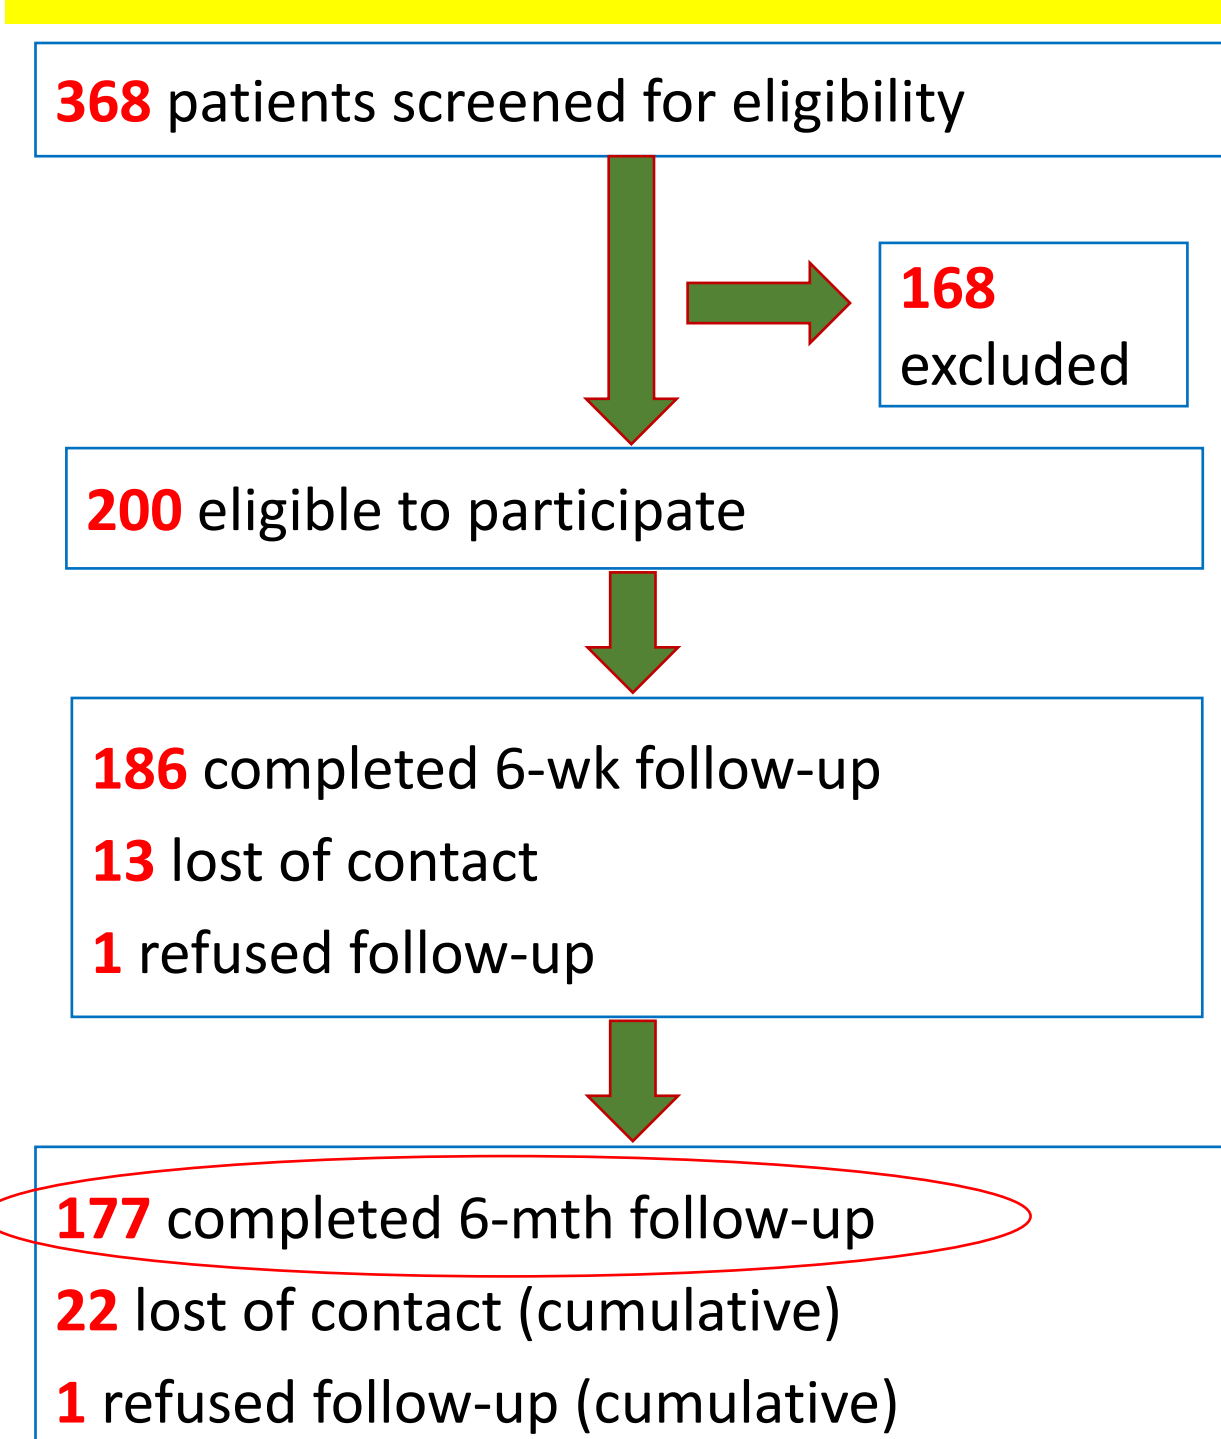 368 patients screened for eligibility
168
excluded
200 eligible to participate
186 completed 6-wk follow-up
13 lost of contact
1 refused follow-up
177 completed 6-mth follow-up
22 lost of contact (cumulative)
1 refused follow-up (cumulative)